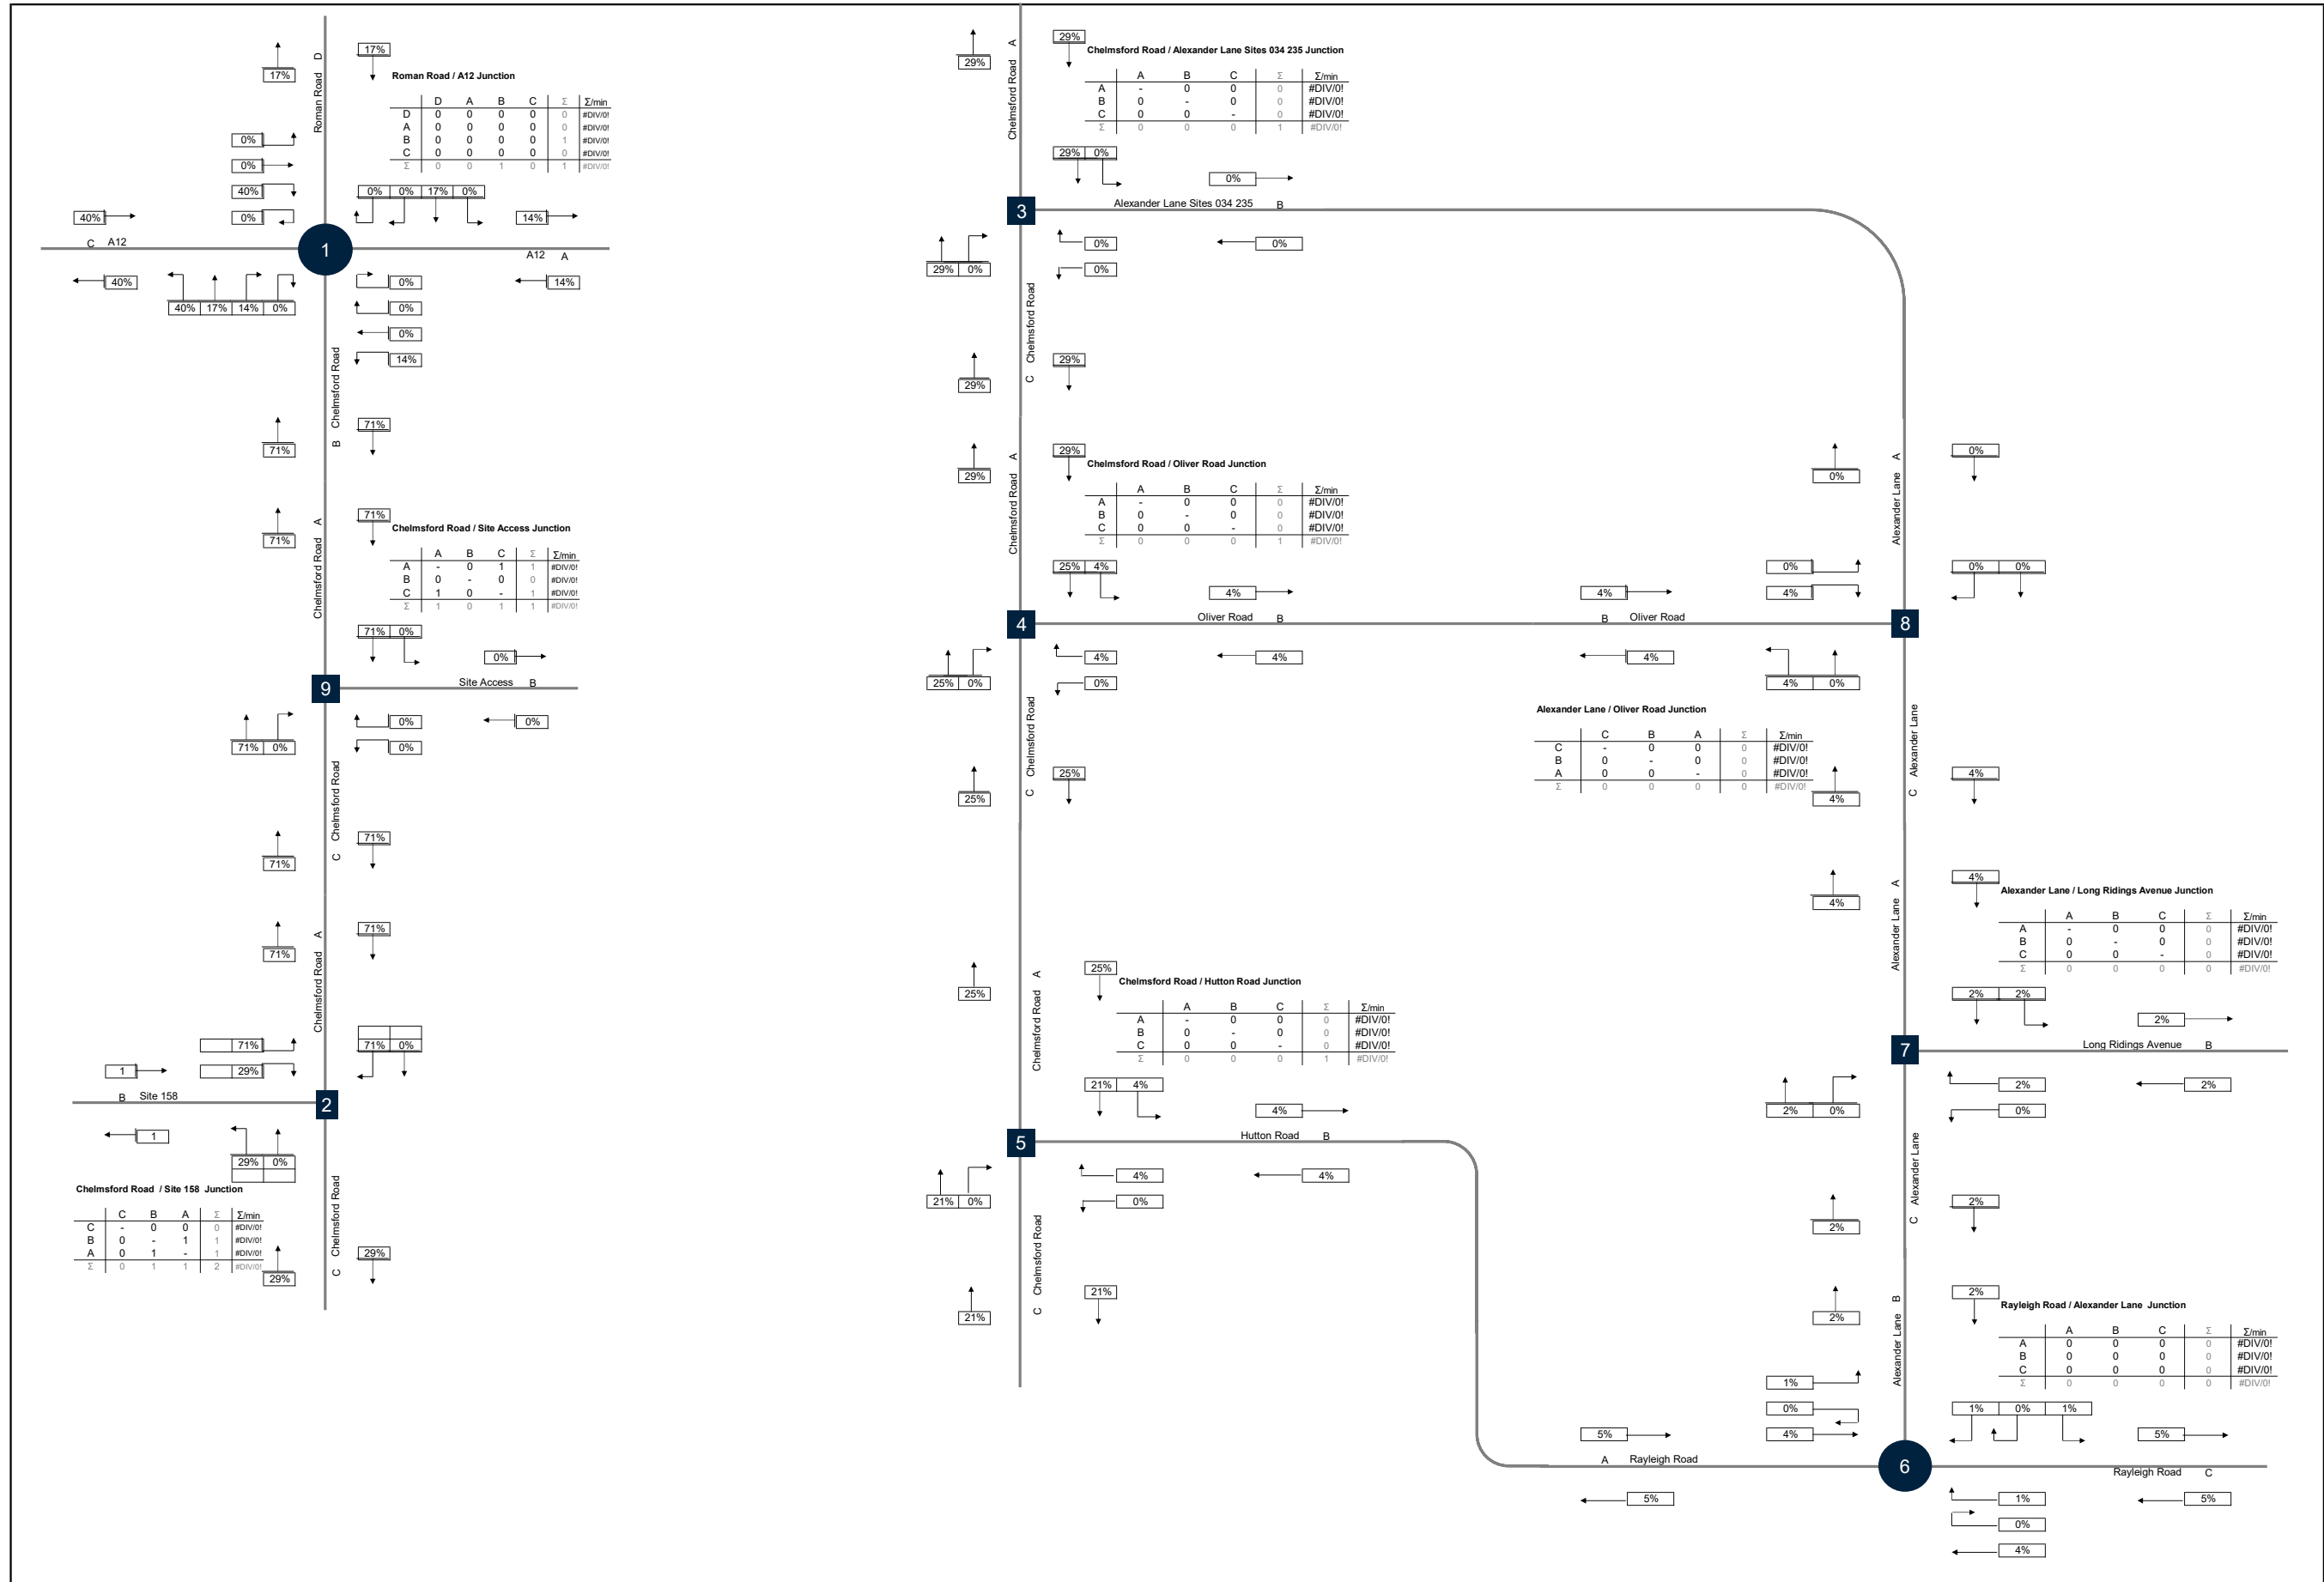 17%
Roman Road D
17%
Roman Road / A12 Junction
D A B C Σ Σ/min
D 0 0 0 0 0 #DIV/0!
A 0 0 0 0 0 #DIV/0!
B 0 0 0 0 1 #DIV/0!
C 0 0 0 0 0 #DIV/0!
Σ 0 0 1 0 1 #DIV/0!
0%
0%
40%
0%
0% 0% 17% 0%
40%
14%
C A12
1
A12 A
40%
40% 17% 14% 0%
0%
0%
0%
14%
14%
B Chelmsford Road
71%
71%
Chelmsford Road A
71%
71%
Chelmsford Road / Site Access Junction
A B C Σ Σ/min
A - 0 1 1 #DIV/0!
B 0 - 0 0 #DIV/0!
C 1 0 - 1 #DIV/0!
Σ 1 0 1 1 #DIV/0!
71% 0%
0%
9
Site Access B
71% 0%
0%
0%
0%
C Chelmsford Road
71%
71%
Chelmsford Road A
71%
71%
71%
29%
71% 0%
1
B Site 158
2
1
29% 0%
Chelmsford Road / Site 158 Junction
C B A Σ Σ/min
C - 0 0 0 #DIV/0!
B 0 - 1 1 #DIV/0!
A 0 1 - 1 #DIV/0!
Σ 0 1 1 2 #DIV/0!
29%
C Chelmsford Road
29%
29%
Chelmsford Road A
29%
Chelmsford Road / Alexander Lane Sites 034 235 Junction
A B C Σ Σ/min
A - 0 0 0 #DIV/0!
B 0 - 0 0 #DIV/0!
C 0 0 - 0 #DIV/0!
Σ 0 0 0 1 #DIV/0!
29% 0%
0%
3
Alexander Lane Sites 034 235 B
29% 0%
0%
0%
0%
C Chelmsford Road
29%
29%
Chelmsford Road A
29%
29%
Chelmsford Road / Oliver Road Junction
A B C Σ Σ/min
A - 0 0 0 #DIV/0!
B 0 - 0 0 #DIV/0!
C 0 0 - 0 #DIV/0!
Σ 0 0 0 1 #DIV/0!
25% 4%
4%
4
Oliver Road B
25% 0%
4%
0%
4%
C Chelmsford Road
25%
25%
Chelmsford Road A
25%
25%
Chelmsford Road / Hutton Road Junction
A B C Σ Σ/min
A - 0 0 0 #DIV/0!
B 0 - 0 0 #DIV/0!
C 0 0 - 0 #DIV/0!
Σ 0 0 0 1 #DIV/0!
21% 4%
4%
5
Hutton Road B
21% 0%
4%
0%
4%
C Chelmsford Road
21%
21%
0%
Alexander Lane A
0%
0%
4%
0% 0%
4%
B Oliver Road
8
4%
4% 0%
Alexander Lane / Oliver Road Junction
C B A Σ Σ/min
C - 0 0 0 #DIV/0!
B 0 - 0 0 #DIV/0!
A 0 0 - 0 #DIV/0!
Σ 0 0 0 0 #DIV/0!
4%
C Alexander Lane
4%
4%
Alexander Lane A
4%
Alexander Lane / Long Ridings Avenue Junction
A B C Σ Σ/min
A - 0 0 0 #DIV/0!
B 0 - 0 0 #DIV/0!
C 0 0 - 0 #DIV/0!
Σ 0 0 0 0 #DIV/0!
2% 2%
2%
7
Long Ridings Avenue B
2% 0%
2%
0%
2%
C Alexander Lane
2%
2%
Alexander Lane B
2%
2%
Rayleigh Road / Alexander Lane Junction
A B C Σ Σ/min
A 0 0 0 0 #DIV/0!
B 0 0 0 0 #DIV/0!
C 0 0 0 0 #DIV/0!
Σ 0 0 0 0 #DIV/0!
1%
0%
4%
1% 0% 1%
5%
5%
A Rayleigh Road
6
Rayleigh Road C
5%
1%
0%
4%
5%